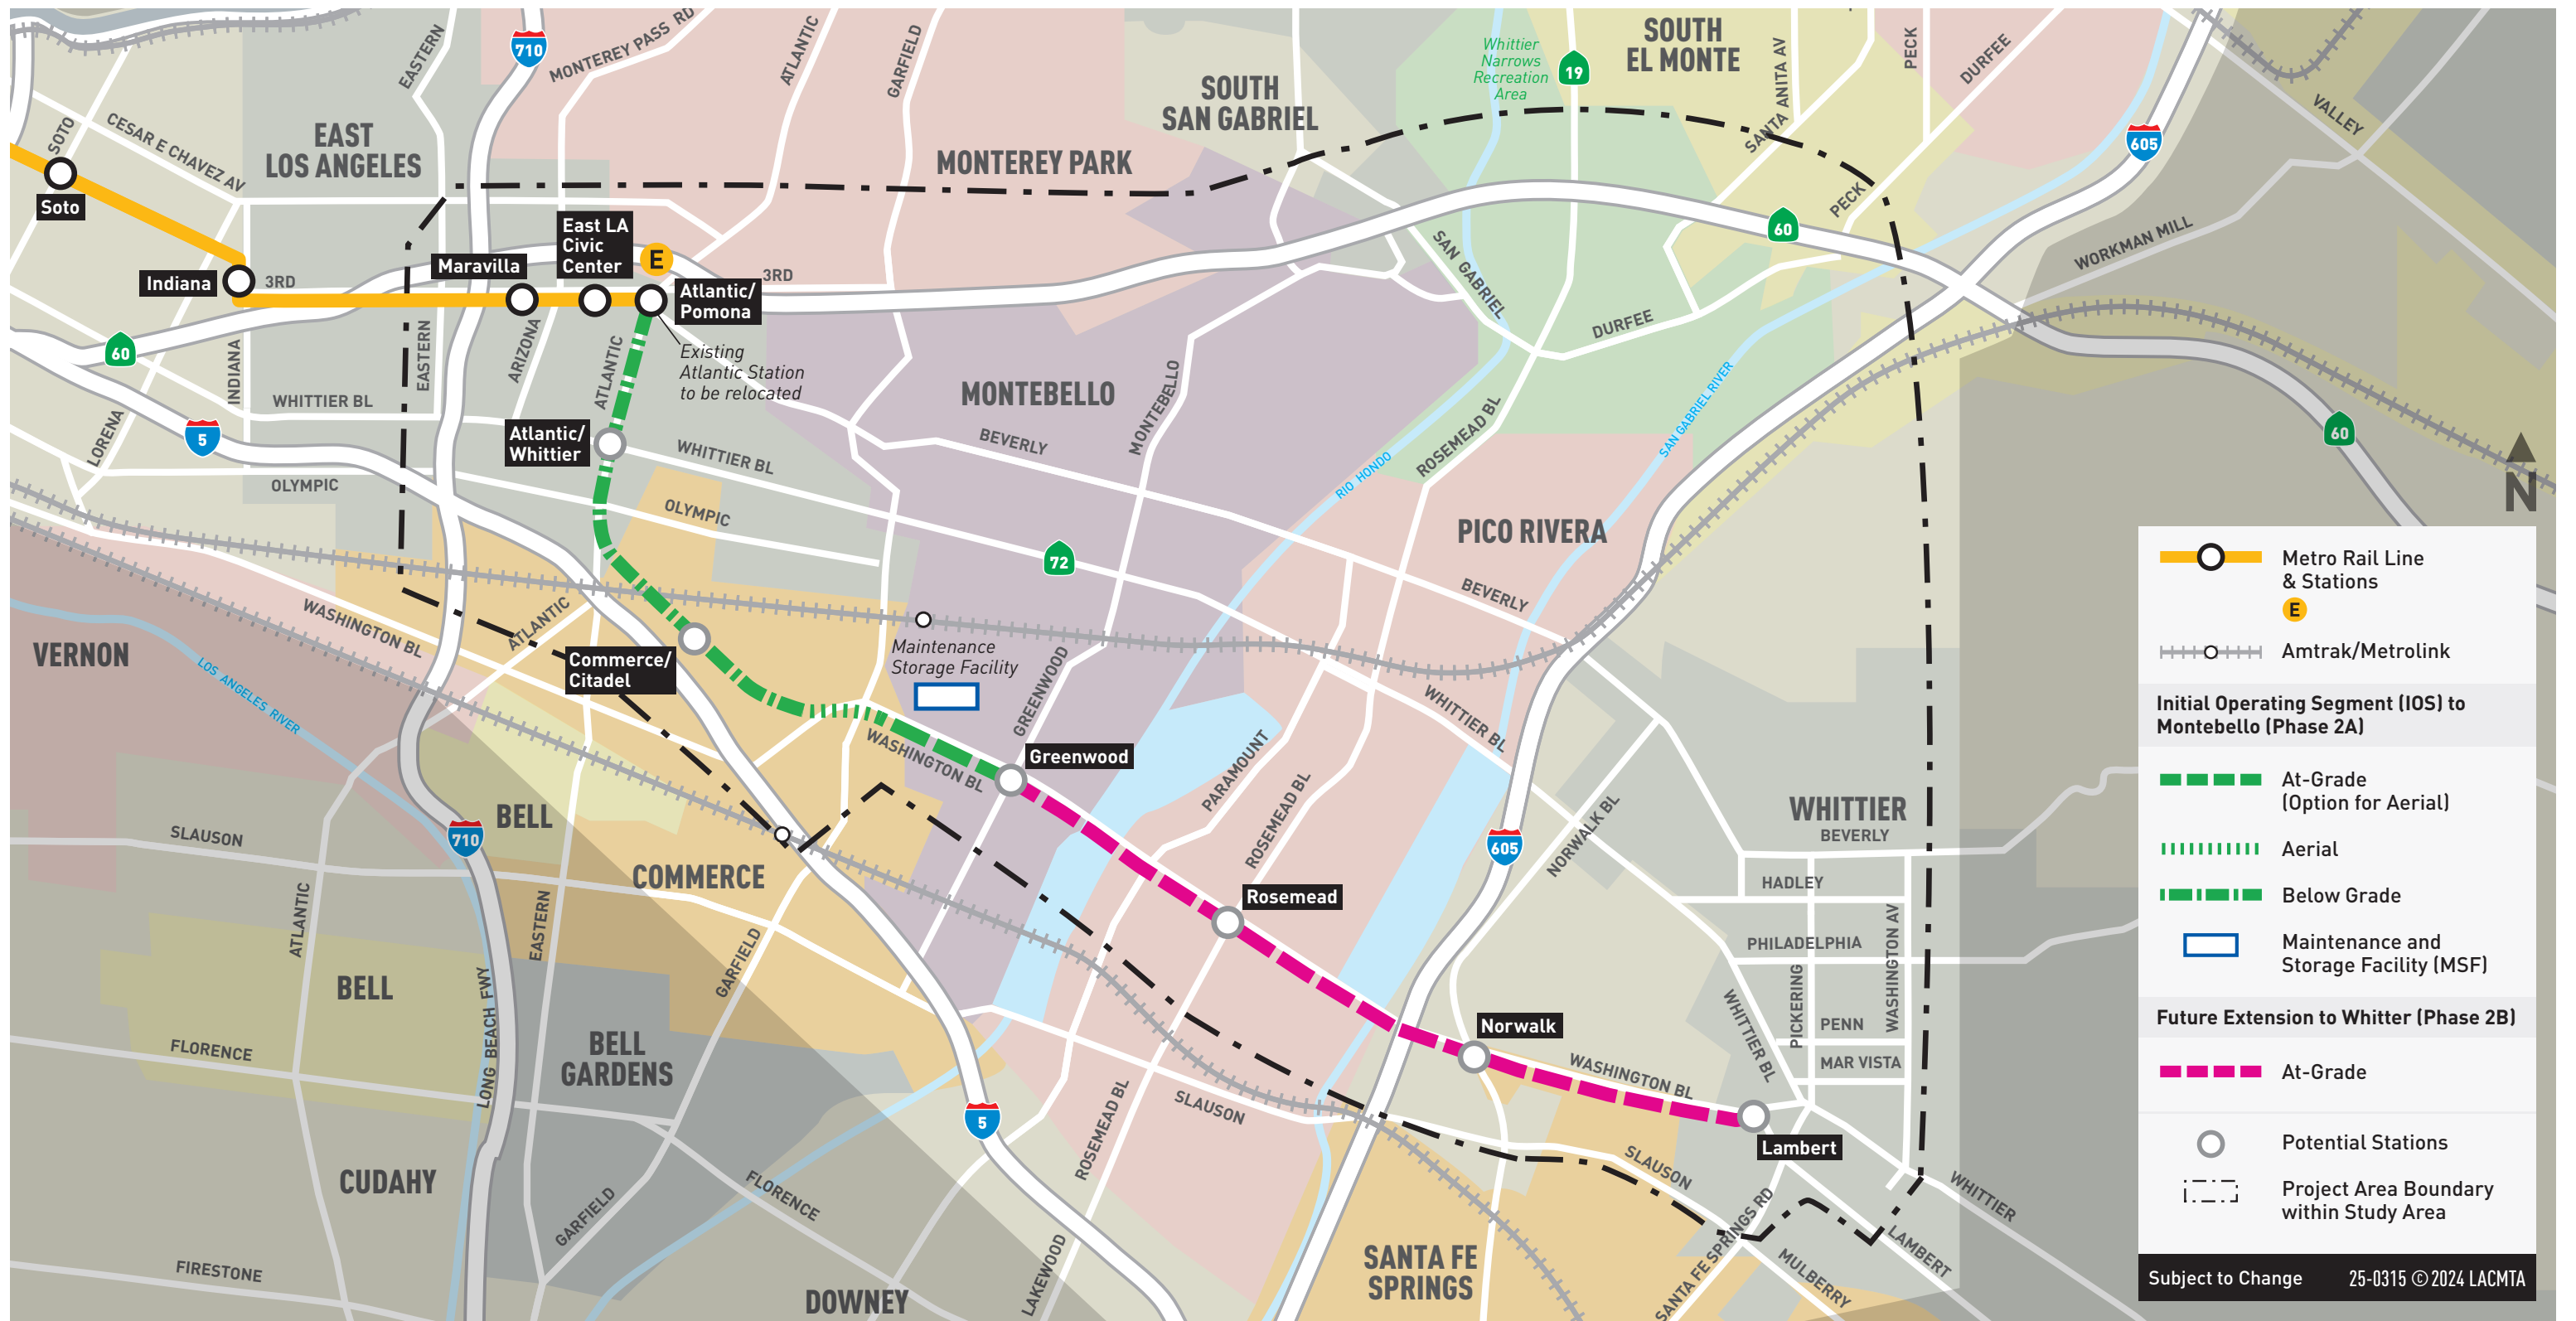 SOUTH
EL MONTE
Whittier
Narrows
Recreation
Area
19
710
MONTEREY PASS RD
EASTERN
ATLANTIC
GARFIELD
SANTA ANITA AV
PECK
DURFEE
VALLEY
SOUTH
SAN GABRIEL
SOTO
CESAR E CHAVEZ AV
EAST
LOS ANGELES
MONTEREY PARK
SANTA
605
Soto
PECK
East LA
Civic
Center
E
60
WORKMAN MILL
Maravilla
Indiana
3RD
3RD
SAN GABRIEL
Atlantic/
Pomona
60
INDIANA
EASTERN
ARIZONA
ATLANTIC
Existing
Atlantic Station
to be relocated
DURFEE
SAN GABRIEL RIVER
MONTEBELLO
MONTEBELLO
WHITTIER BL
LORENA
5
Atlantic/
Whittier
WHITTIER BL
BEVERLY
ROSEMEAD BL
RIO HONDO
60
N
OLYMPIC
OLYMPIC
PICO RIVERA
72
BEVERLY
WASHINGTON BL
ATLANTIC
VERNON
LOS ANGELES RIVER
Commerce/
Citadel
Maintenance
Storage Facility
GREENWOOD
WHITTIER BL
WASHINGTON BL
Greenwood
PARAMOUNT
ROSEMEAD BL
BELL
SLAUSON
710
605
NORWALK BL
WHITTIER
BEVERLY
HADLEY
COMMERCE
Rosemead
ATLANTIC
EASTERN
GARFIELD
PHILADELPHIA
WASHINGTON AV
BELL
LONG BEACH FWY
PICKERING
WHITTIER BL
PENN
Norwalk
FLORENCE
BELL
GARDENS
MAR VISTA
WASHINGTON BL
5
ROSEMEAD BL
SLAUSON
Lambert
CUDAHY
GARFIELD
FLORENCE
SLAUSON
WHITTIER
LAMBERT
SANTA FE SPRINGS RD
MULBERRY
FIRESTONE
LAKEWOOD
DOWNEY
SANTA FE
SPRINGS
Metro Rail Line
& Stations
E
Amtrak/Metrolink
Initial Operating Segment (IOS) to
Montebello (Phase 2A)
At-Grade
(Option for Aerial)
Aerial
Below Grade
Maintenance and
Storage Facility (MSF)
Future Extension to Whitter (Phase 2B)
At-Grade
Potential Stations
Project Area Boundary
within Study Area
Subject to Change 25-0315 © 2024 LACMTA